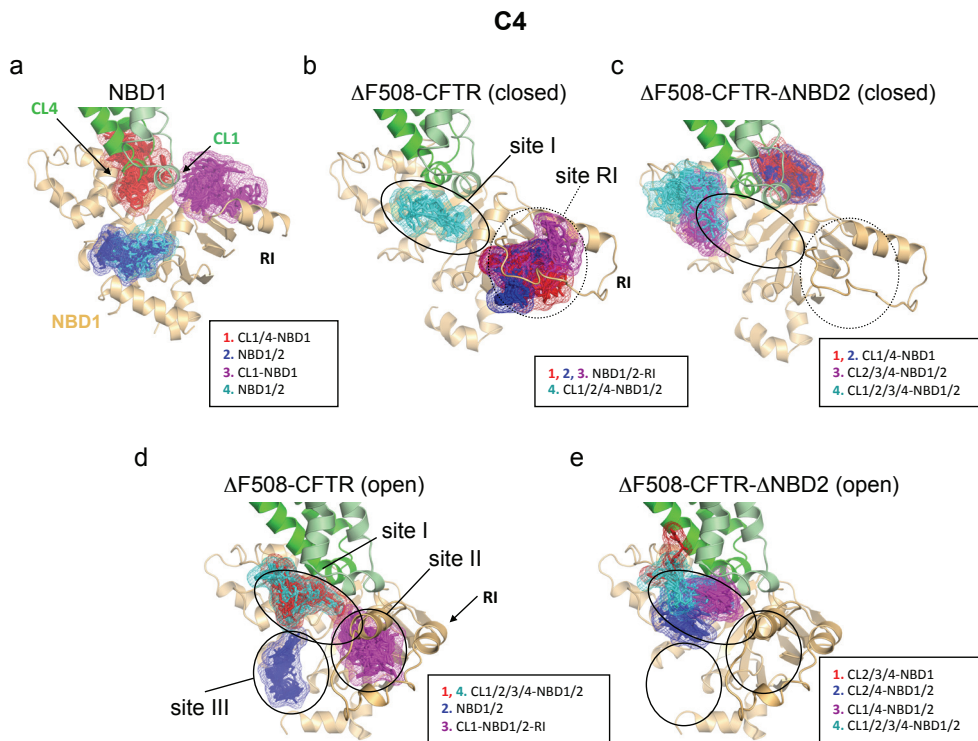 C4
a
NBD1
CL4
CL1
RI
NBD1
1. CL1/4-NBD1
2. NBD1/2
3. CL1-NBD1
4. NBD1/2
b
ΔF508-CFTR (closed)
site I
site RI
RI
1, 2, 3. NBD1/2-RI
4. CL1/2/4-NBD1/2
c
ΔF508-CFTR-ΔNBD2 (closed)
1, 2. CL1/4-NBD1
3. CL2/3/4-NBD1/2
4. CL1/2/3/4-NBD1/2
d
ΔF508-CFTR (open)
site I
site II
RI
site III
1, 4. CL1/2/3/4-NBD1/2
2. NBD1/2
3. CL1-NBD1/2-RI
e
ΔF508-CFTR-ΔNBD2 (open)
1. CL2/3/4-NBD1
2. CL2/4-NBD1/2
3. CL1/4-NBD1/2
4. CL1/2/3/4-NBD1/2